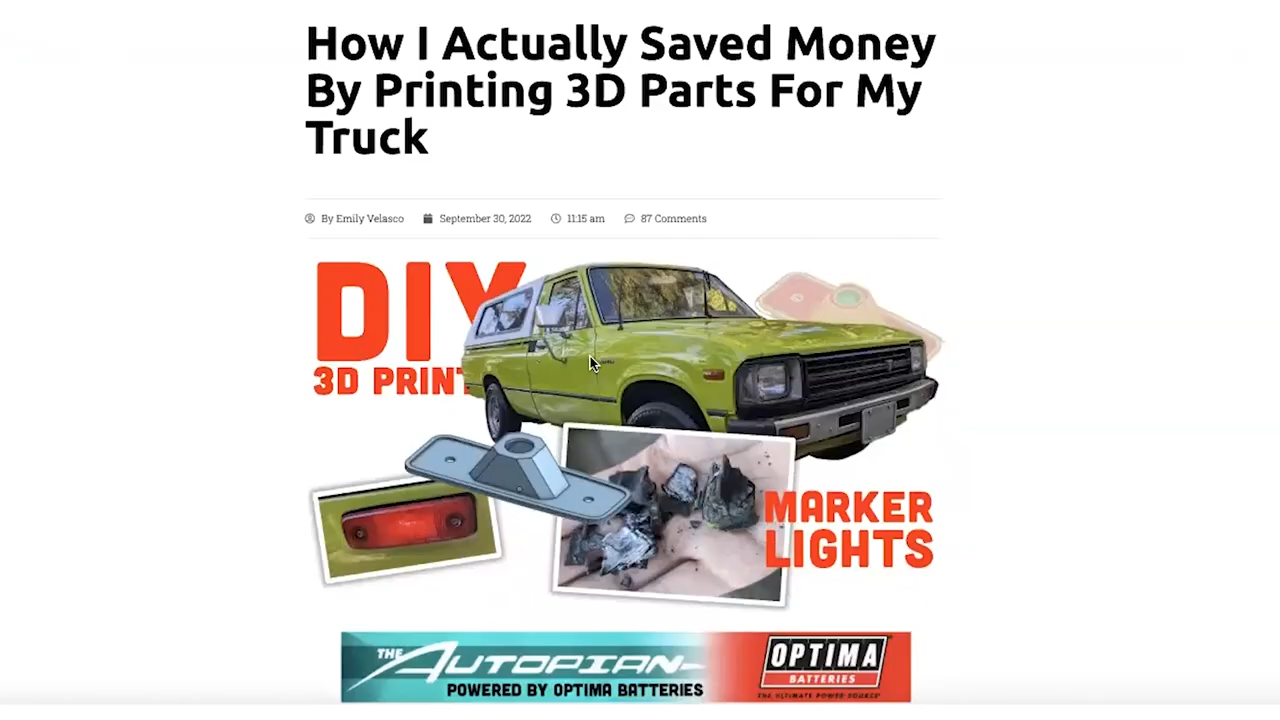 How I Actually Saved Money
By Printing 3D Parts For My
Truck
By Emily Velasco September 30, 2022 11:15 am 87 Comments
DIY
3D PRINT
MARKER
LIGHTS
THE AUTOPIAN
POWERED BY OPTIMA BATTERIES
OPTIMA
BATTERIES
THE ULTIMATE POWER SOURCE